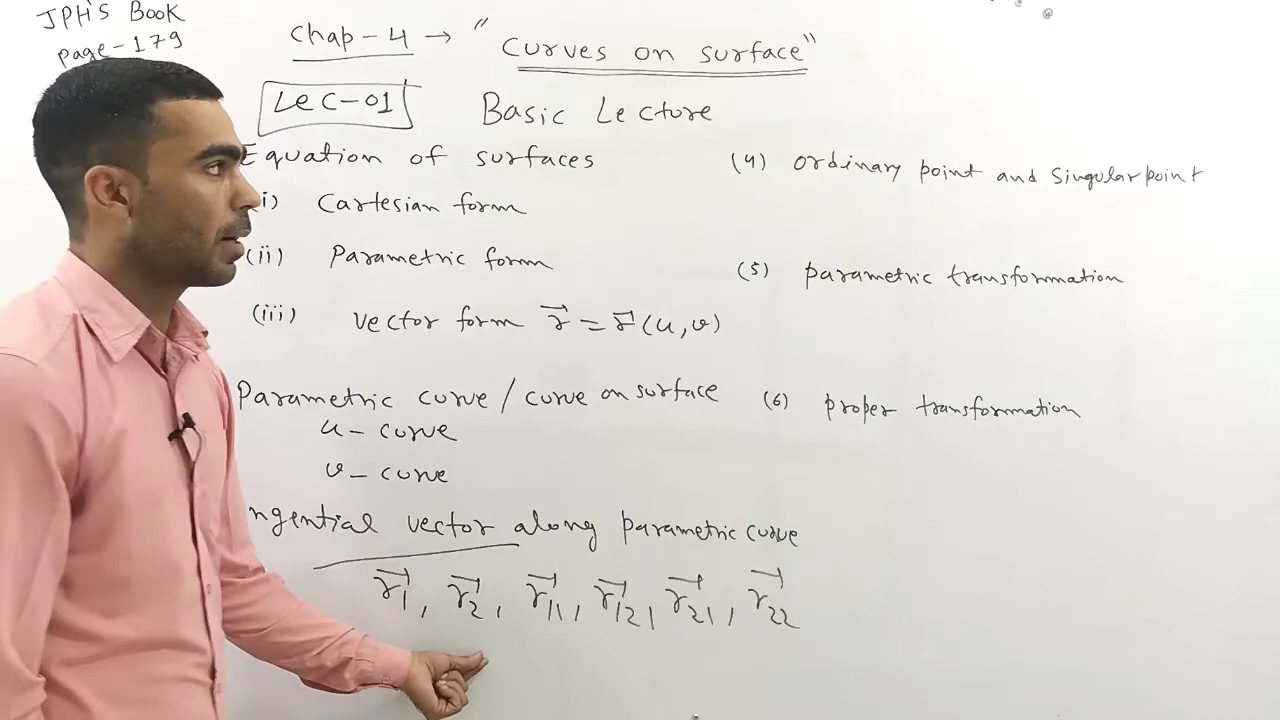 JPH'S Book
page-179
Chap-4 → "Curves on surface"
Lec-01 Basic Lecture
Equation of surfaces
i) Cartesian form
(ii) Parametric form
(iii) vector form r⃗ = r⃗(u,v)
Parametric curve / curve on surface
u - curve
v - curve
ngential vector along parametric curve
r⃗₁, r⃗₂, r⃗₁₁, r⃗₁₂, r⃗₂₁, r⃗₂₂
(4) ordinary point and singular point
(5) parametric transformation
(6) proper transformation